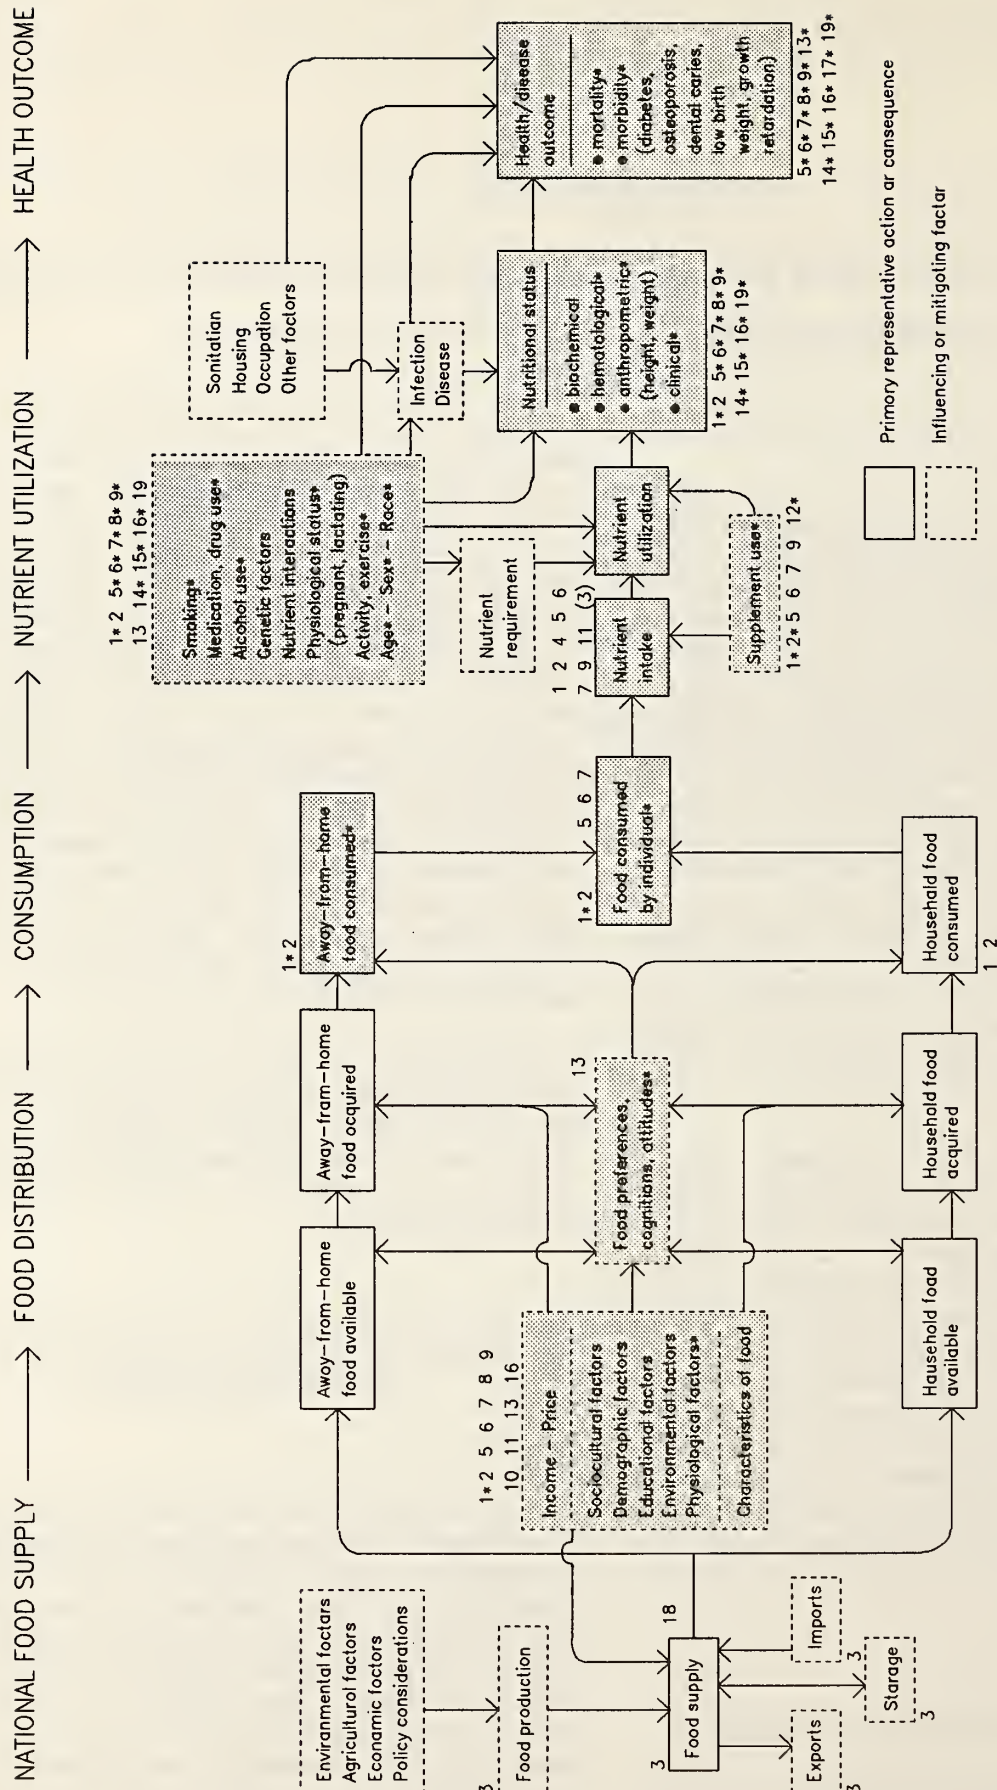 NATIONAL FOOD SUPPLY → FOOD DISTRIBUTION → CONSUMPTION → NUTRIENT UTILIZATION → HEALTH OUTCOME
Environmental factors
Agricultural factors
Economic factors
Policy considerations
3
Food production
3
18
Food supply
Exports
3
Storage
3
Imports
3
1* 2 5 6 7 8 9
10 11 13 16
Income – Price
Sociocultural factors
Demographic factors
Educational factors
Environmental factors
Physiological factors*
Characteristics of food
Away–from–home
food available
Away–from–home
food acquired
1* 2
Away–from–home
food consumed*
13
Food preferences,
cognitions, attitudes*
Household food
available
Household food
acquired
Household food
consumed
1 2
1* 2 5 6 7
Food consumed
by individual*
1 2 4 5 6
7 9 11 (3)
Nutrient
intake
Nutrient
utilization
Supplement use*
1* 2* 5 6 7 9 12*
Nutrient
requirement
1* 2 5* 6* 7* 8* 9*
13 14* 15* 16* 19
Smoking*
Medication, drug use*
Alcohol use*
Genetic factors
Nutrient interactions
Physiological status*
(pregnant, lactating)
Activity, exercise*
Age* – Sex* – Race*
Sanitation
Housing
Occupation
Other factors
Infection
Disease
Nutritional status
• biochemical
• hematological*
• anthropometric*
(height, weight)
• clinical*
1* 2 5* 6* 7* 8* 9*
14* 15* 16* 19*
Health/disease
outcome
• mortality*
• morbidity*
(diabetes,
osteoporosis,
dental caries,
low birth
weight, growth
retardation)
5* 6* 7* 8* 9* 13*
14* 15* 16* 17* 19*
Primary representative action or consequence
Influencing or mitigating factor